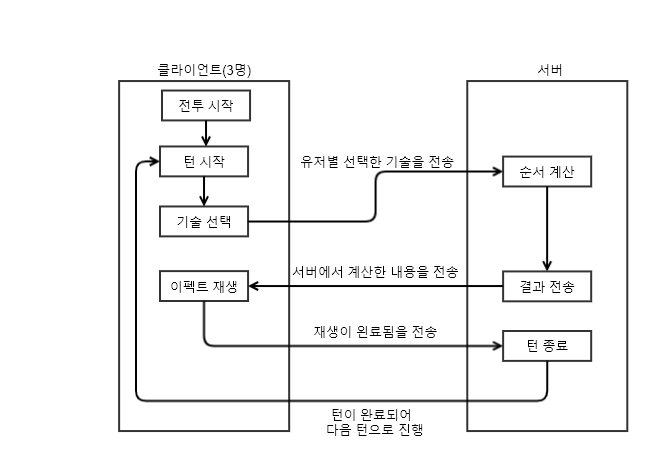 클라이언트(3명)
서버
전투 시작
턴 시작
유저별 선택한 기술을 전송
순서 계산
기술 선택
서버에서 계산한 내용을 전송
이펙트 재생
결과 전송
재생이 완료됨을 전송
턴 종료
턴이 완료되어
다음 턴으로 진행